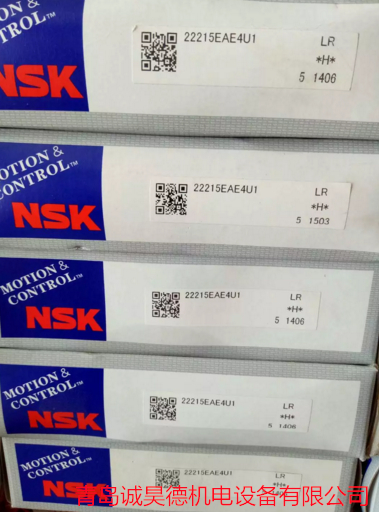 MOTION &
CONTROL™
NSK
22215EAE4U1
LR
*H*
5 1406
MOTION &
CONTROL™
NSK
22215EAE4U1
LR
*H*
5 1503
MOTION &
CONTROL™
NSK
22215EAE4U1
LR
*H*
5 1406
MOTION &
CONTROL™
NSK
22215EAE4U1
LR
*H*
5 1406
MOTION &
CONTROL™
NSK
22215EAE4U1
LR
青岛诚昊德机电设备有限公司